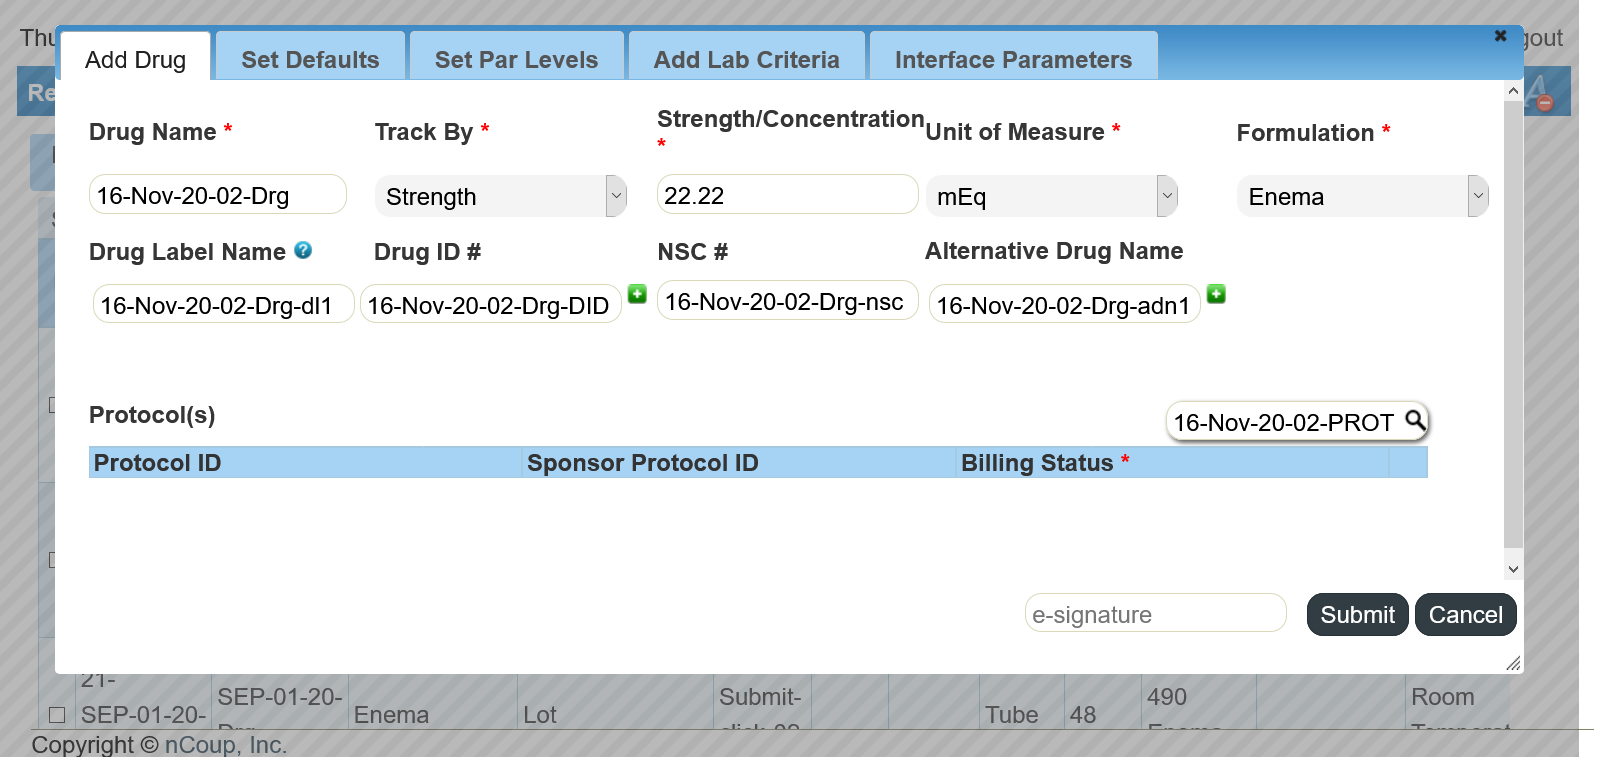 Thu
gout
Add Drug Set Defaults Set Par Levels Add Lab Criteria Interface Parameters
Re
Drug Name * Track By * Strength/Concentration * Unit of Measure * Formulation *
16-Nov-20-02-Drg Strength 22.22 mEq Enema
Drug Label Name ? Drug ID # NSC # Alternative Drug Name
16-Nov-20-02-Drg-dl1 16-Nov-20-02-Drg-DID 16-Nov-20-02-Drg-nsc 16-Nov-20-02-Drg-adn1
Protocol(s) 16-Nov-20-02-PROT
Protocol ID Sponsor Protocol ID Billing Status *
e-signature Submit Cancel
21-
SEP-01-20- SEP-01-20- Enema Lot Submit- Tube 48 490 Room
Copyright © nCoup, Inc.